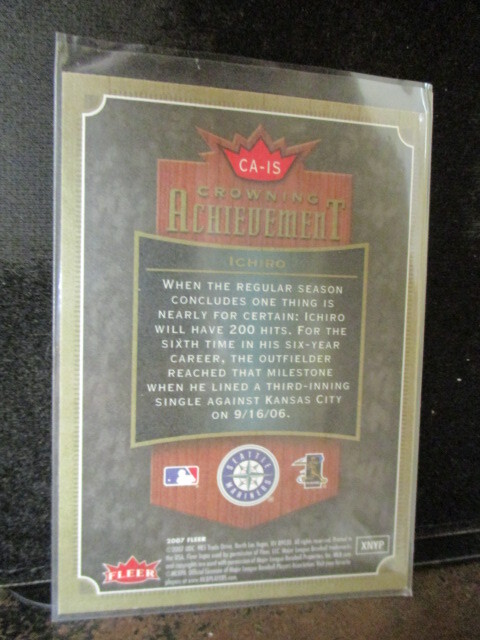 CA-IS
CROWNING
ACHIEVEMENT
ICHIRO
WHEN THE REGULAR SEASON
CONCLUDES ONE THING IS
NEARLY FOR CERTAIN: ICHIRO
WILL HAVE 200 HITS. FOR THE
SIXTH TIME IN HIS SIX-YEAR
CAREER, THE OUTFIELDER
REACHED THAT MILESTONE
WHEN HE LINED A THIRD-INNING
SINGLE AGAINST KANSAS CITY
ON 9/16/06.
SEATTLE
MARINERS
2007 FLEER
XNYP
FLEER